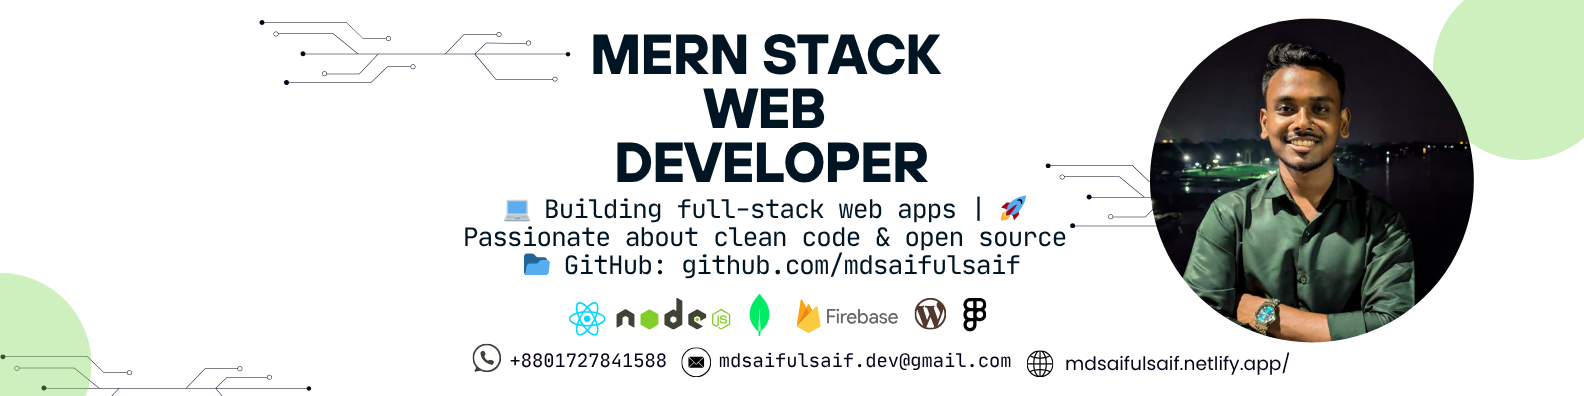 MERN STACK
WEB
DEVELOPER
💻 Building full-stack web apps | 🚀
Passionate about clean code & open source
📂 GitHub: github.com/mdsaifulsaif
node JS Firebase
+8801727841588 mdsaifulsaif.dev@gmail.com mdsaifulsaif.netlify.app/